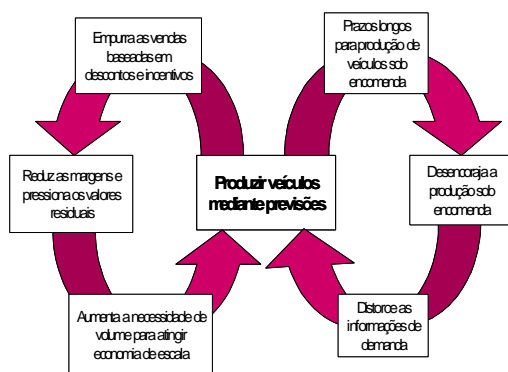 Empurra as vendas
baseadas em
descontos e incentivos
Prazos longos
para produção de
veículos sob
encomenda
Reduz as margens e
pressiona os valores
residuais
Produzir veículos
mediante previsões
Desencoraja a
produção sob
encomenda
Aumenta a necessidade de
volume para atingir
economia de escala
Distorce as
informações de
demanda